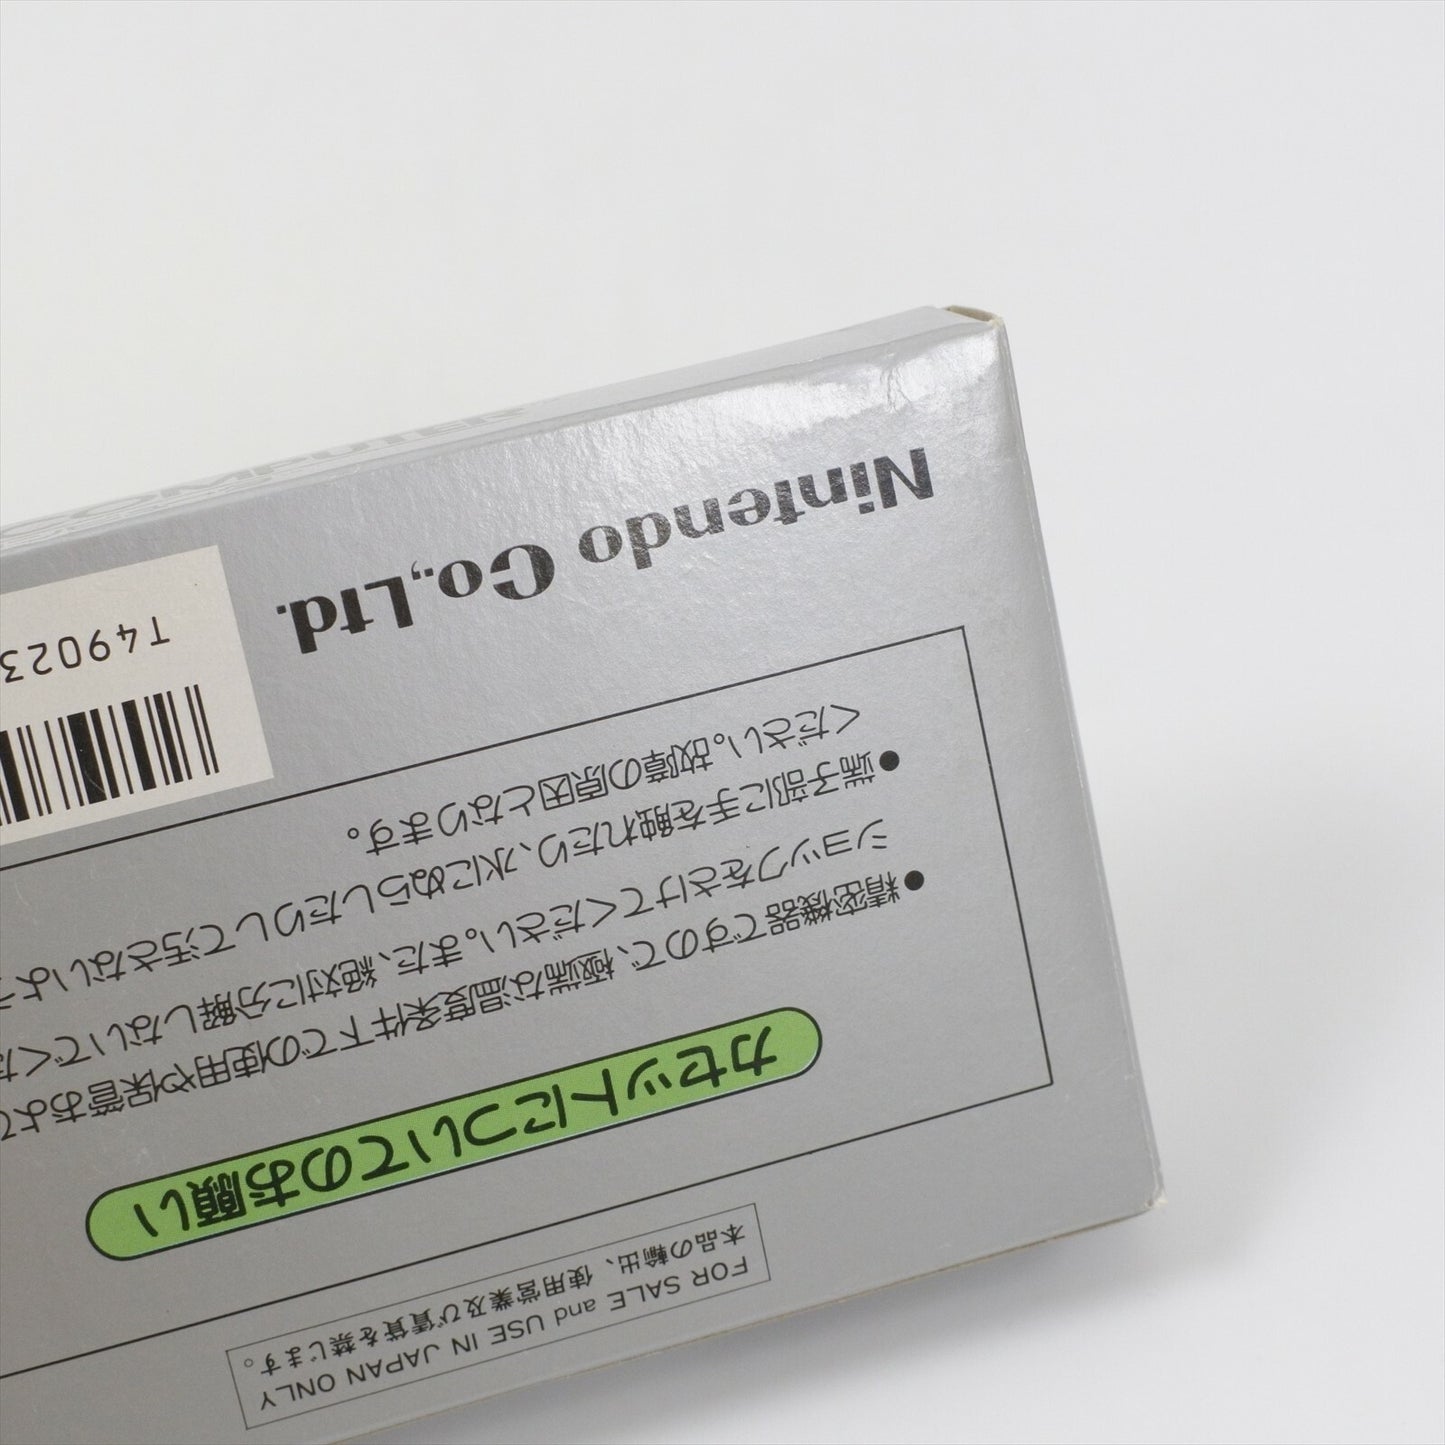 FOR SALE and USE IN JAPAN ONLY
本品の輸出、使用営業及び賃貸を禁じます。
カセットについてのお願い
●精密機器ですので、極端な温度条件下での使用や保管およ
ショックをさけてください。また、絶対に分解しないでくだ
●端子部に手を触れたり、水にぬらしたりして汚さないよう
ください。故障の原因となります。
Nintendo Co.,Ltd.
T49023